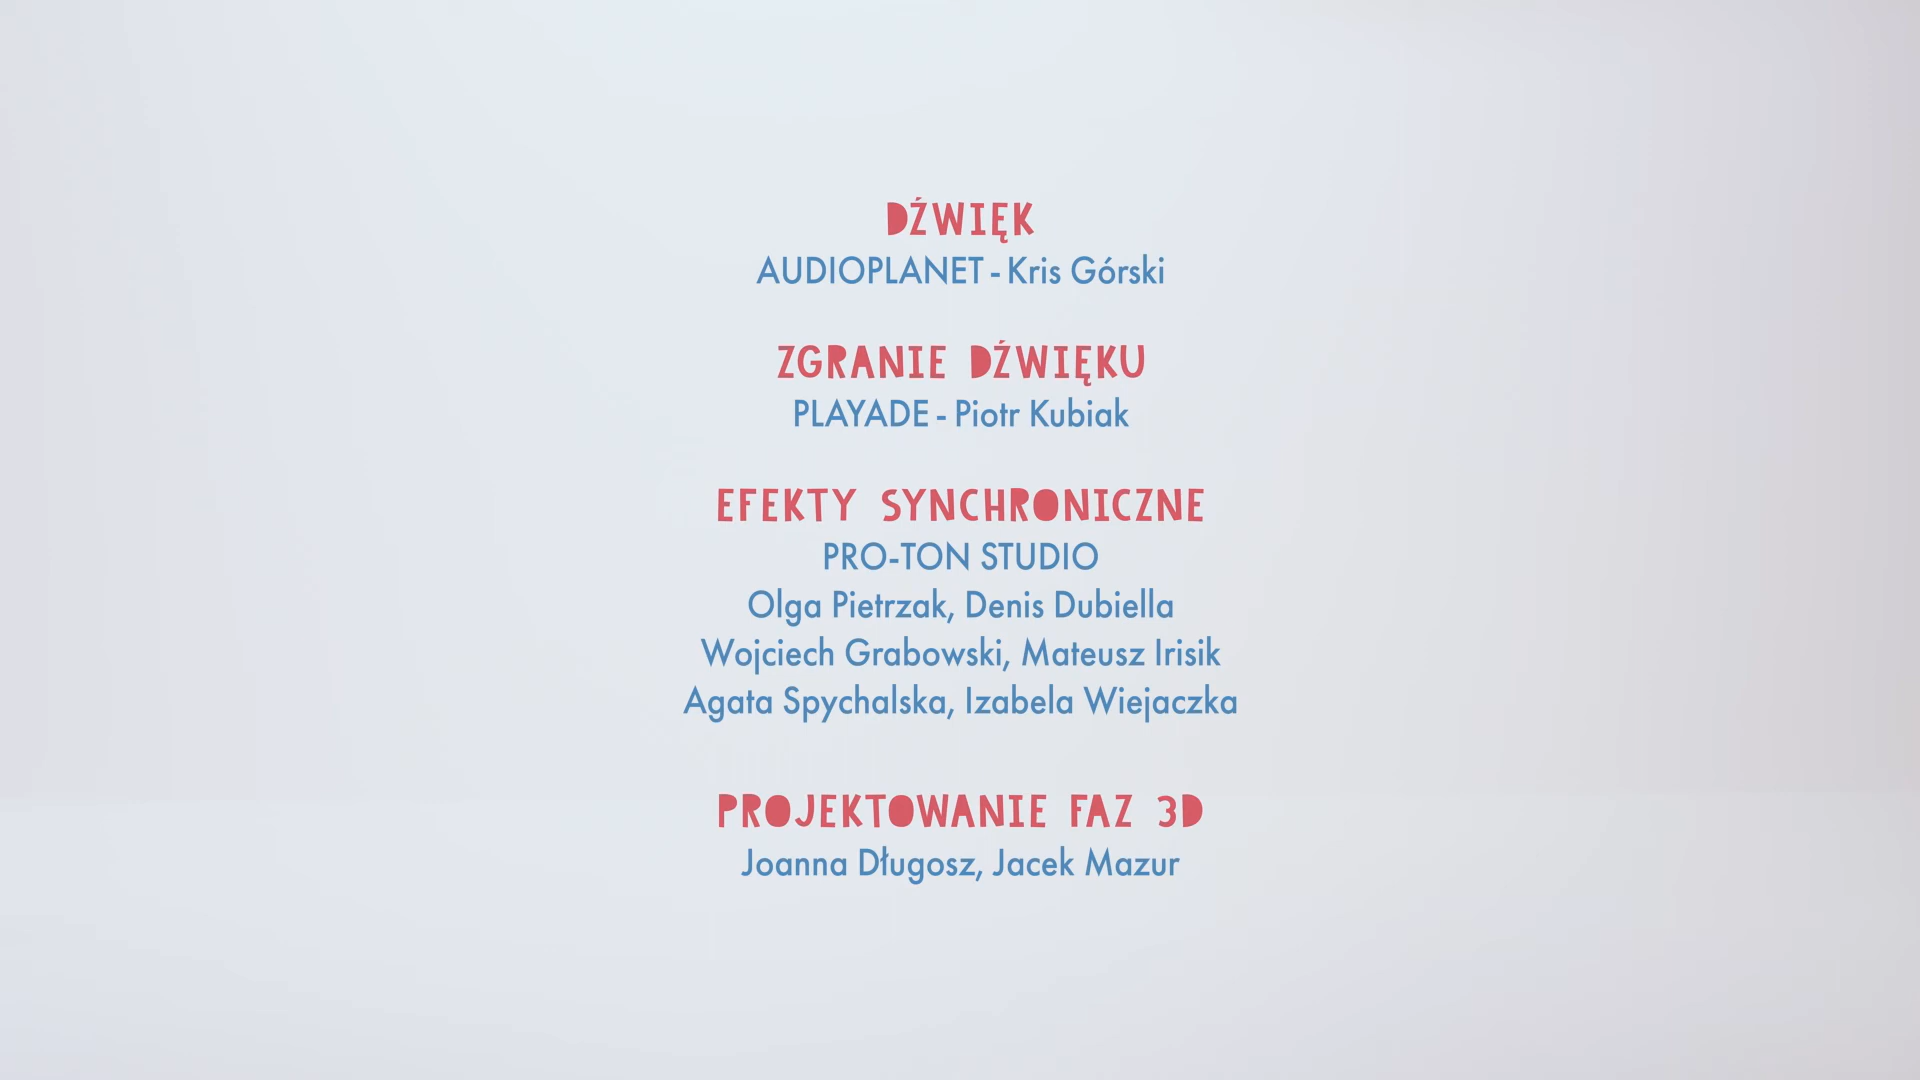 DŹWIĘK
AUDIOPLANET - Kris Górski
ZGRANIE DŹWIĘKU
PLAYADE - Piotr Kubiak
EFEKTY SYNCHRONICZNE
PRO-TON STUDIO
Olga Pietrzak, Denis Dubiella
Wojciech Grabowski, Mateusz Irisik
Agata Spychalska, Izabela Wiejaczka
PROJEKTOWANIE FAZ 3D
Joanna Długosz, Jacek Mazur